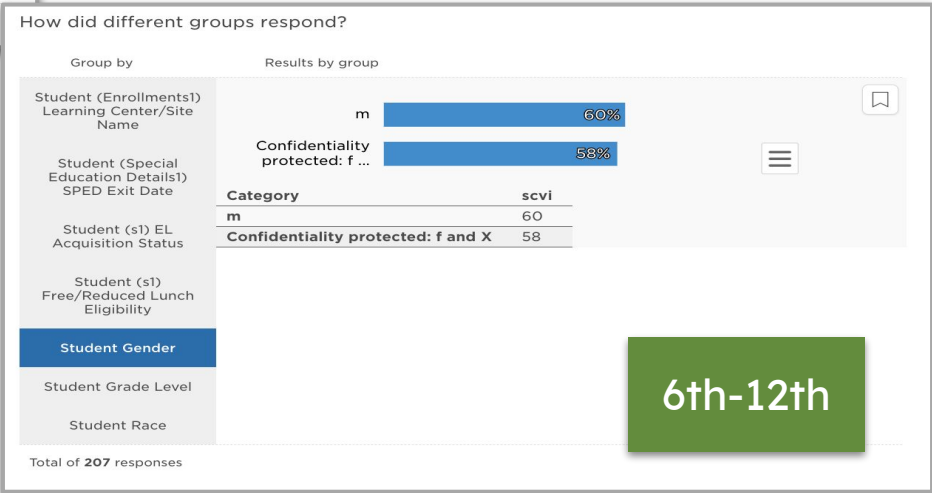 How did different groups respond?
Group by
Results by group
Student (Enrollments1)
Learning Center/Site
Name
Student (Special
Education Details1)
SPED Exit Date
Student (s1) EL
Acquisition Status
Student (s1)
Free/Reduced Lunch
Eligibility
Student Gender
Student Grade Level
Student Race
m
60%
Confidentiality
protected: f ...
58%
Category scvi
m 60
Confidentiality protected: f and X 58
6th-12th
Total of 207 responses